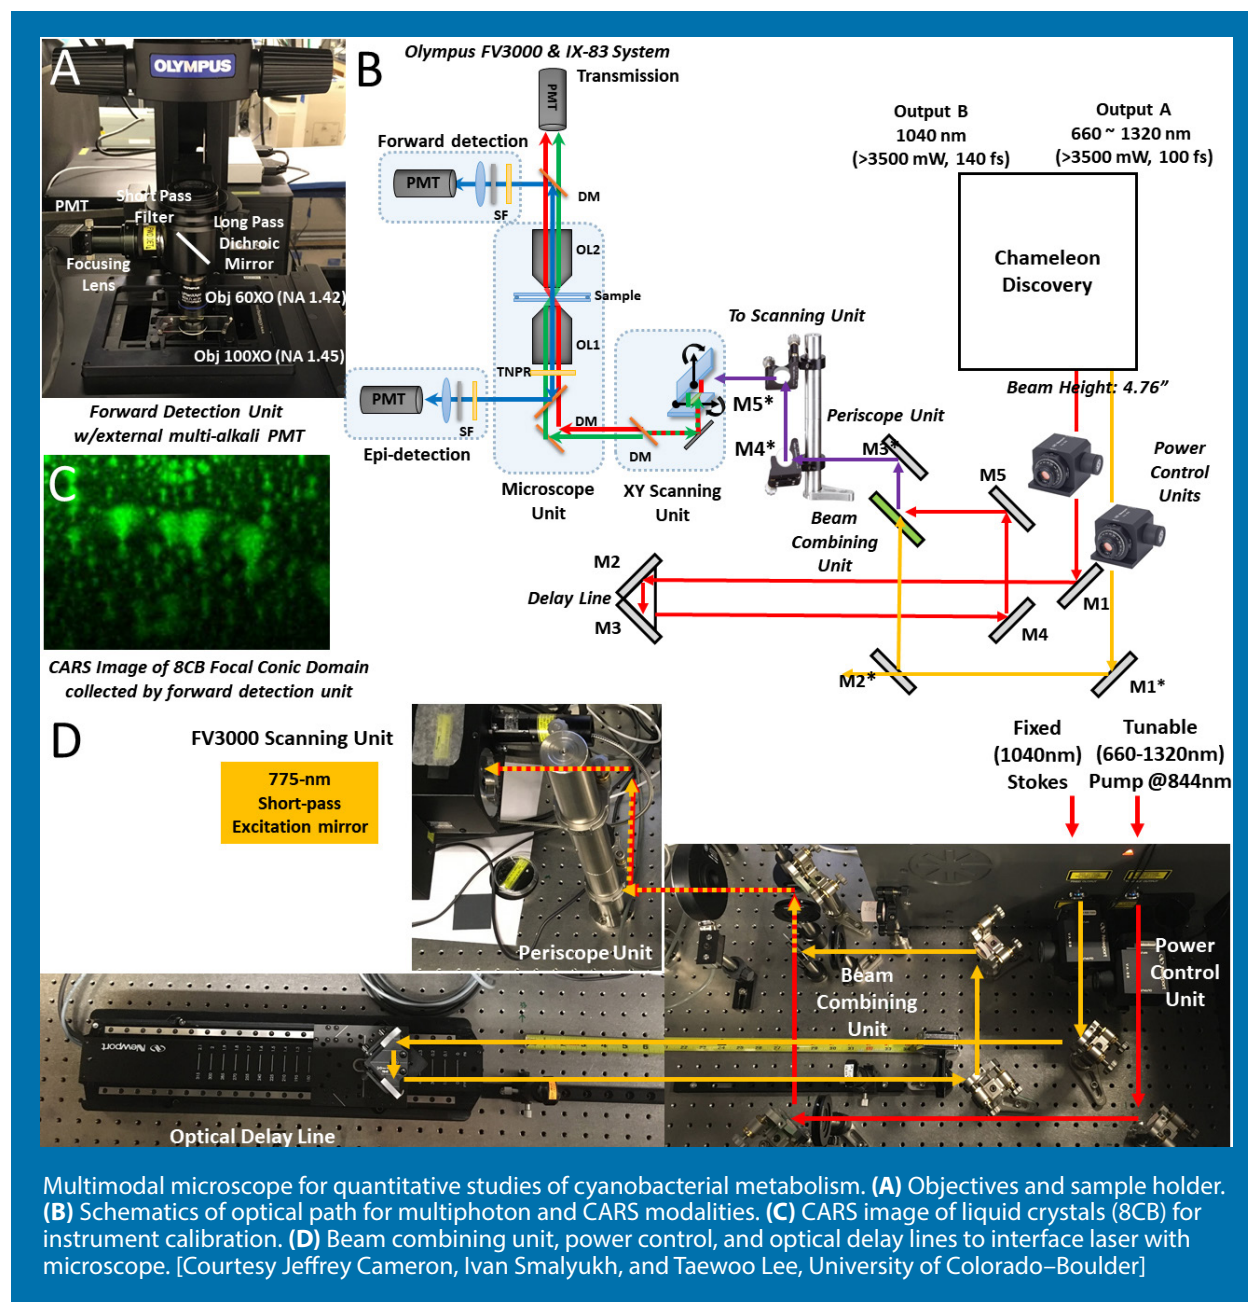 A
OLYMPUS
PMT
Short Pass
Filter
Long Pass
Dichroic
Mirror
Focusing
Lens
Obj 60XO (NA 1.42)
Obj 100XO (NA 1.45)
Forward Detection Unit
w/external multi-alkali PMT
B
Olympus FV3000 & IX-83 System
PMT
Transmission
Forward detection
PMT
SF
DM
OL2
Sample
OL1
TNPR
PMT
SF
DM
Epi-detection
Microscope
Unit
DM
XY Scanning
Unit
To Scanning Unit
M5*
M4*
Periscope Unit
M3*
Beam
Combining
Unit
Output B
1040 nm
(>3500 mW, 140 fs)
Output A
660 ~ 1320 nm
(>3500 mW, 100 fs)
Chameleon
Discovery
Beam Height: 4.76”
Power
Control
Units
M5
M2
Delay Line
M3
M1
M4
M2*
M1*
C
CARS Image of 8CB Focal Conic Domain
collected by forward detection unit
D
FV3000 Scanning Unit
775-nm
Short-pass
Excitation mirror
Fixed
(1040nm)
Stokes
Tunable
(660-1320nm)
Pump @844nm
Periscope Unit
Beam
Combining
Unit
Power
Control
Unit
Newport
Optical Delay Line
Multimodal microscope for quantitative studies of cyanobacterial metabolism. (A) Objectives and sample holder.
(B) Schematics of optical path for multiphoton and CARS modalities. (C) CARS image of liquid crystals (8CB) for
instrument calibration. (D) Beam combining unit, power control, and optical delay lines to interface laser with
microscope. [Courtesy Jeffrey Cameron, Ivan Smalyukh, and Taewoo Lee, University of Colorado–Boulder]